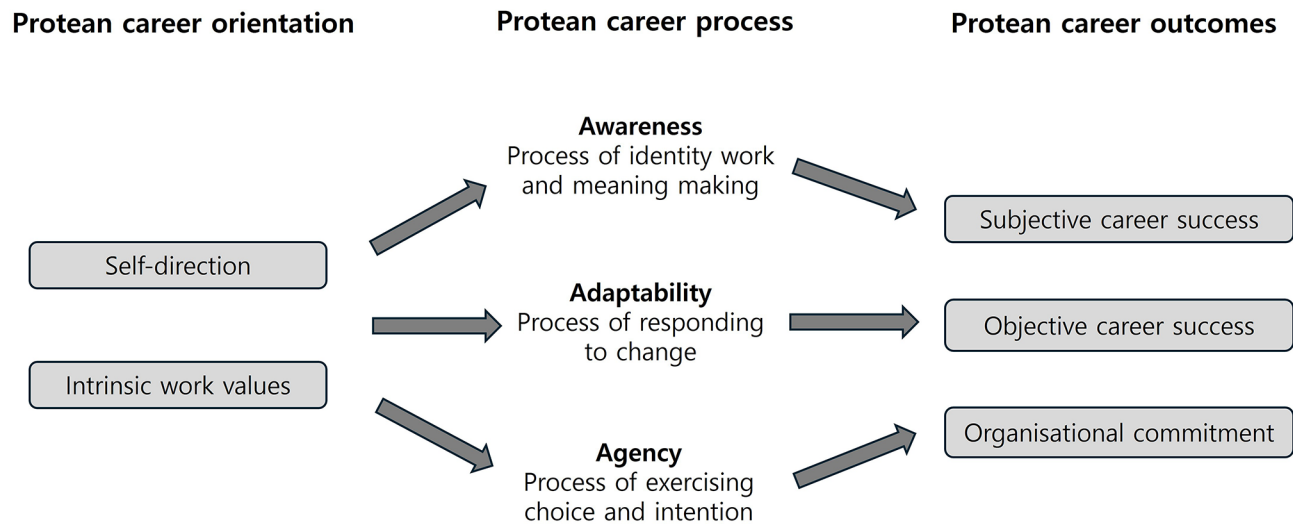 Protean career orientation
Protean career process
Protean career outcomes
Awareness
Process of identity work
and meaning making
Subjective career success
Self-direction
Adaptability
Process of responding
to change
Objective career success
Intrinsic work values
Organisational commitment
Agency
Process of exercising
choice and intention